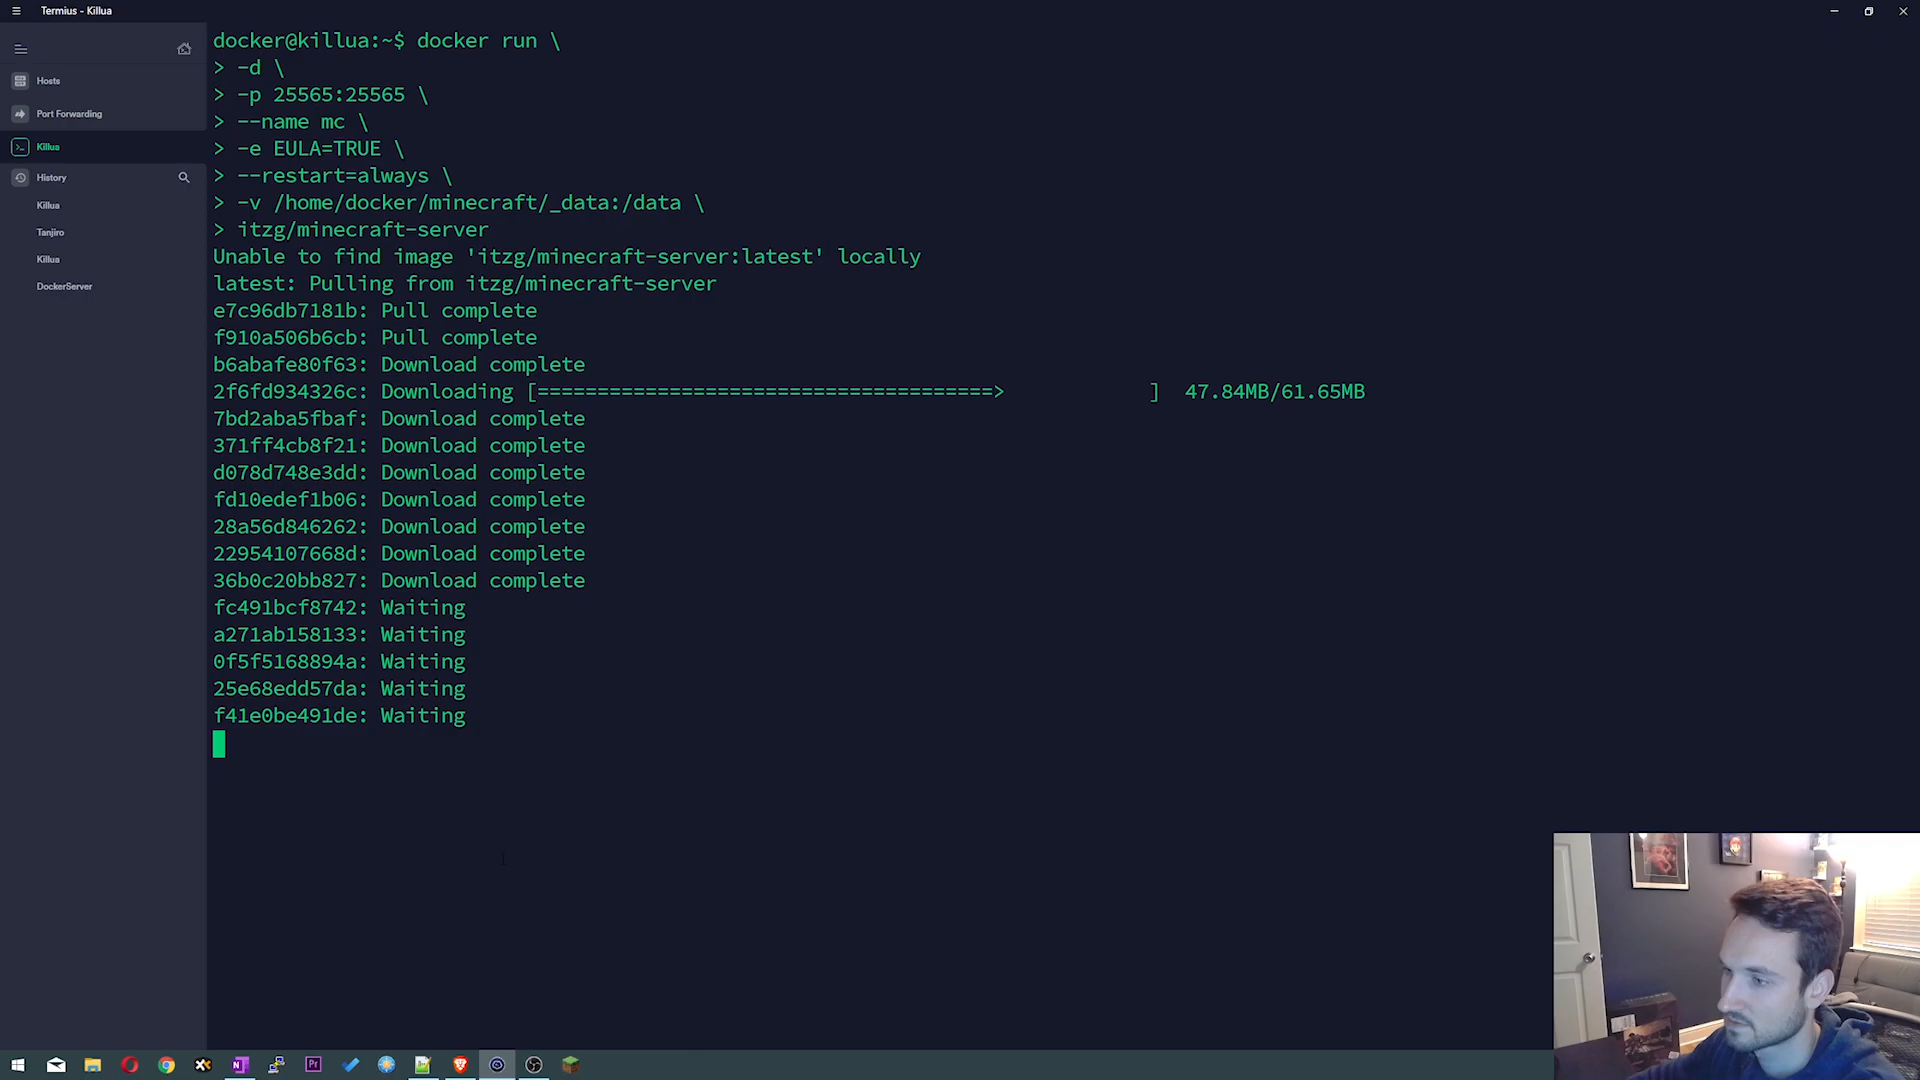 Termius - Killua
Hosts
Port Forwarding
Killua
History
Killua
Tanjiro
Killua
DockerServer
docker@killua:~$ docker run \
> -d \
> -p 25565:25565 \
> --name mc \
> -e EULA=TRUE \
> --restart=always \
> -v /home/docker/minecraft/_data:/data \
> itzg/minecraft-server
Unable to find image 'itzg/minecraft-server:latest' locally
latest: Pulling from itzg/minecraft-server
e7c96db7181b: Pull complete
f910a506b6cb: Pull complete
b6abafe80f63: Download complete
2f6fd934326c: Downloading [======================================>            ]  47.84MB/61.65MB
7bd2aba5fbaf: Download complete
371ff4cb8f21: Download complete
d078d748e3dd: Download complete
fd10edef1b06: Download complete
28a56d846262: Download complete
22954107668d: Download complete
36b0c20bb827: Download complete
fc491bcf8742: Waiting
a271ab158133: Waiting
0f5f5168894a: Waiting
25e68edd57da: Waiting
f41e0be491de: Waiting
N
Pr